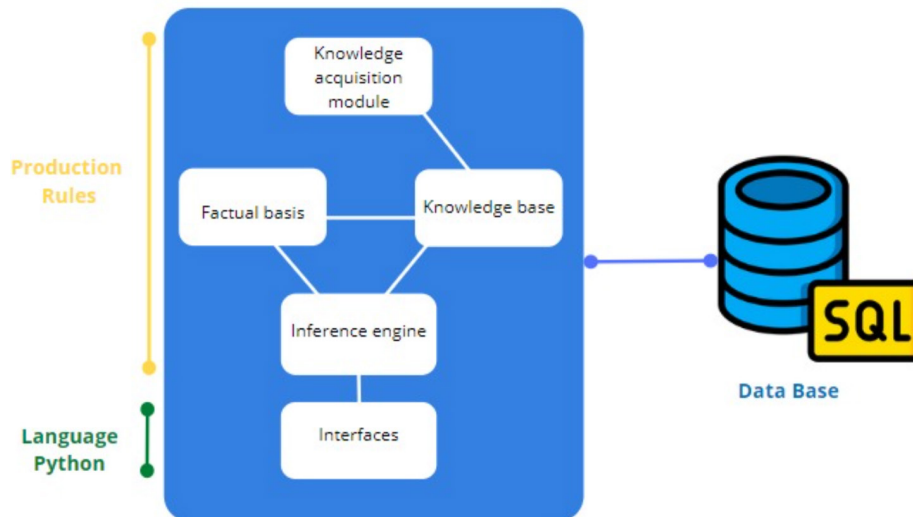 Knowledge
acquisition
module
Production
Rules
Factual basis
Knowledge base
Inference engine
SQL
Data Base
Language
Python
Interfaces